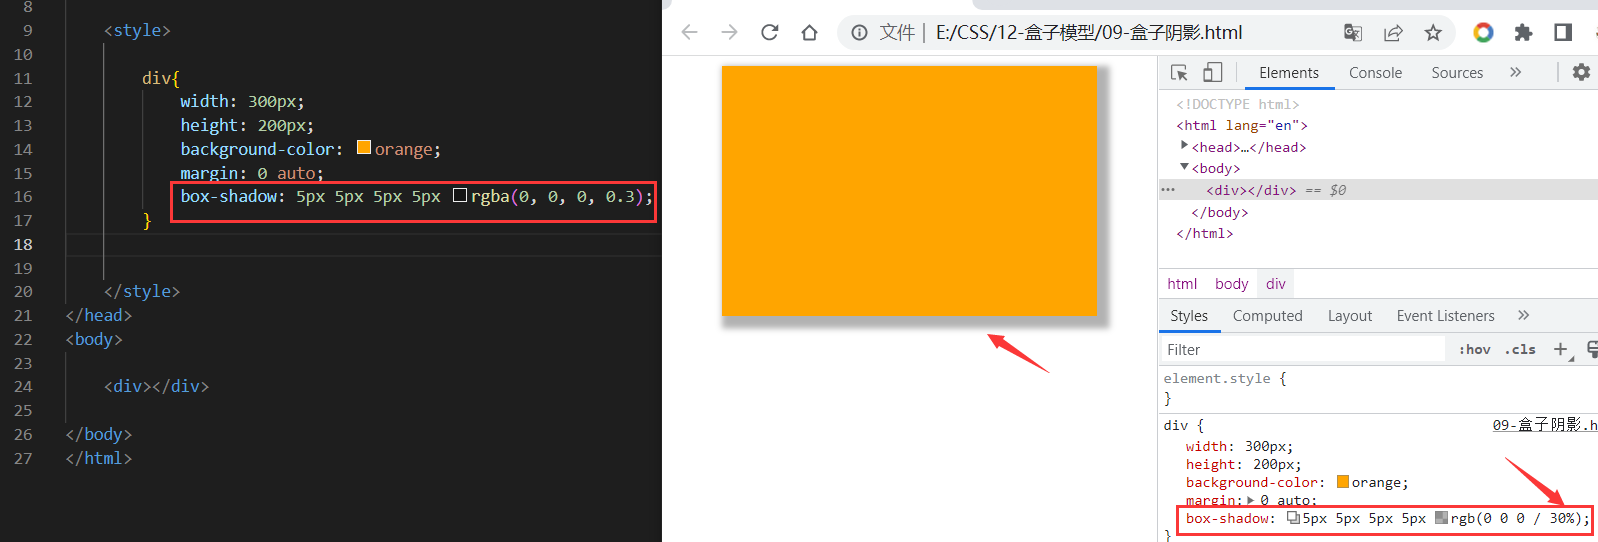 8
9 <style>
10
11 div{
12 width: 300px;
13 height: 200px;
14 background-color: orange;
15 margin: 0 auto;
16 box-shadow: 5px 5px 5px 5px rgba(0, 0, 0, 0.3);
17 }
18
19
20 </style>
21 </head>
22 <body>
23
24 <div></div>
25
26 </body>
27 </html>
文件 | E:/CSS/12-盒子模型/09-盒子阴影.html
Elements Console Sources »
<!DOCTYPE html>
<html lang="en">
<head>…</head>
<body>
··· <div></div> == $0
</body>
</html>
html body div
Styles Computed Layout Event Listeners »
Filter :hov .cls +
element.style {
}
div { 09-盒子阴影.h
width: 300px;
height: 200px;
background-color: orange;
margin: 0 auto;
box-shadow: 5px 5px 5px 5px rgb(0 0 0 / 30%);
}